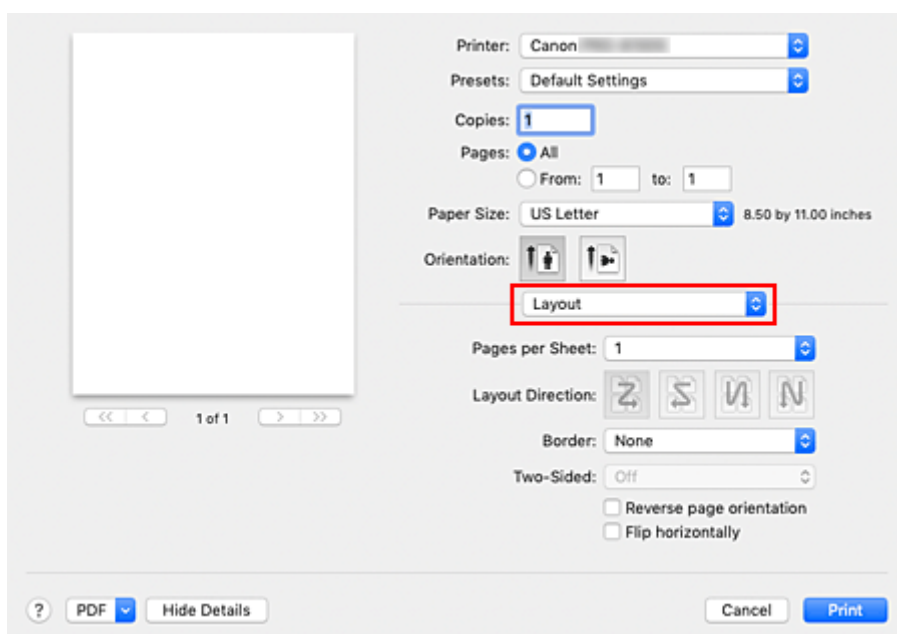 Printer: Canon
Presets: Default Settings
Copies: 1
Pages: All
From: 1 to: 1
Paper Size: US Letter 8.50 by 11.00 inches
Orientation:
Layout
Pages per Sheet: 1
Layout Direction:
Border: None
Two-Sided: Off
Reverse page orientation
Flip horizontally
1 of 1
? PDF Hide Details Cancel Print